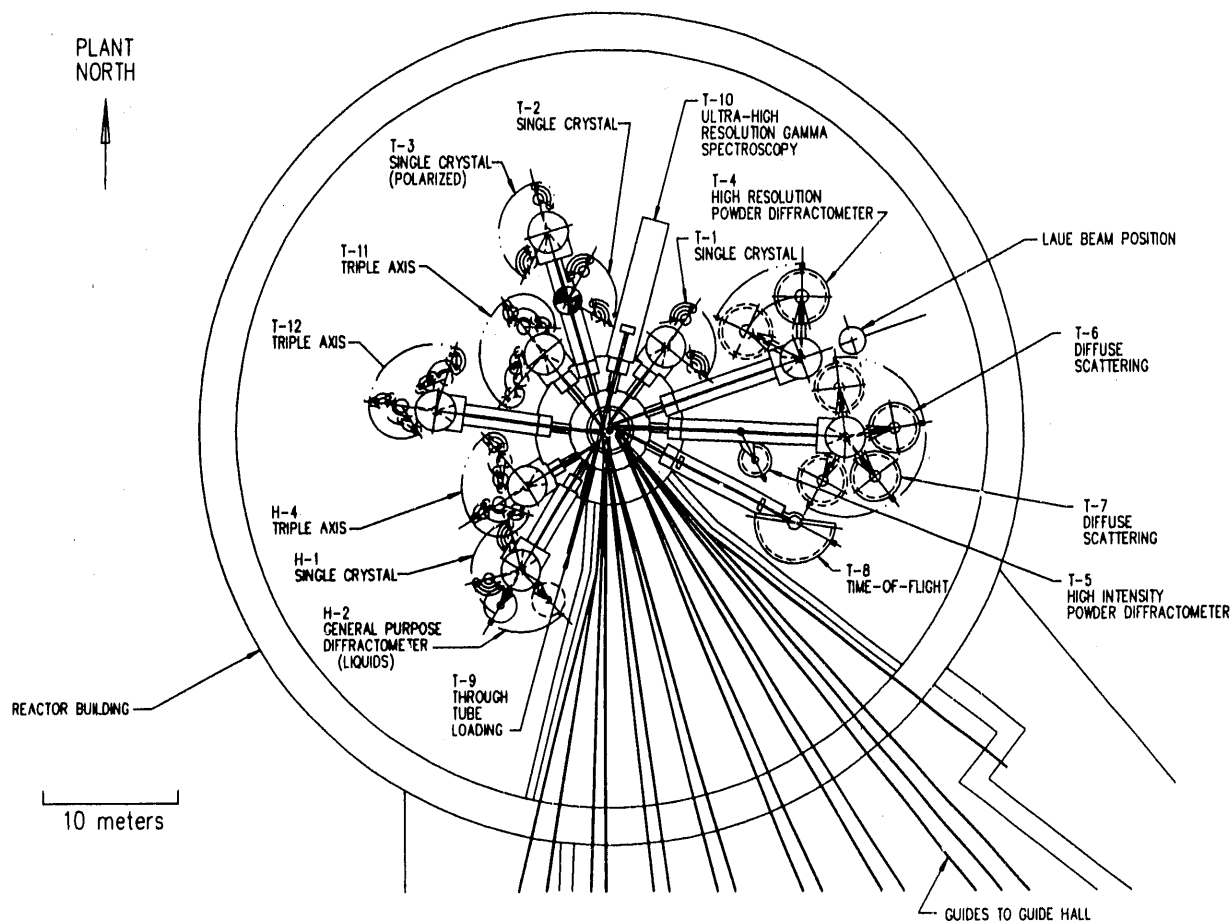 PLANT
NORTH
T-2
SINGLE CRYSTAL
T-10
ULTRA-HIGH
RESOLUTION GAMMA
SPECTROSCOPY
T-3
SINGLE CRYSTAL
(POLARIZED)
T-4
HIGH RESOLUTION
POWDER DIFFRACTOMETER
T-1
SINGLE CRYSTAL
LAUE BEAM POSITION
T-11
TRIPLE AXIS
T-12
TRIPLE AXIS
T-6
DIFFUSE
SCATTERING
H-4
TRIPLE AXIS
T-7
DIFFUSE
SCATTERING
H-1
SINGLE CRYSTAL
T-8
TIME-OF-FLIGHT
T-5
HIGH INTENSITY
POWDER DIFFRACTOMETER
H-2
GENERAL PURPOSE
DIFFRACTOMETER
(LIQUIDS)
T-9
THROUGH
TUBE
LOADING
REACTOR BUILDING
10 meters
GUIDES TO GUIDE HALL